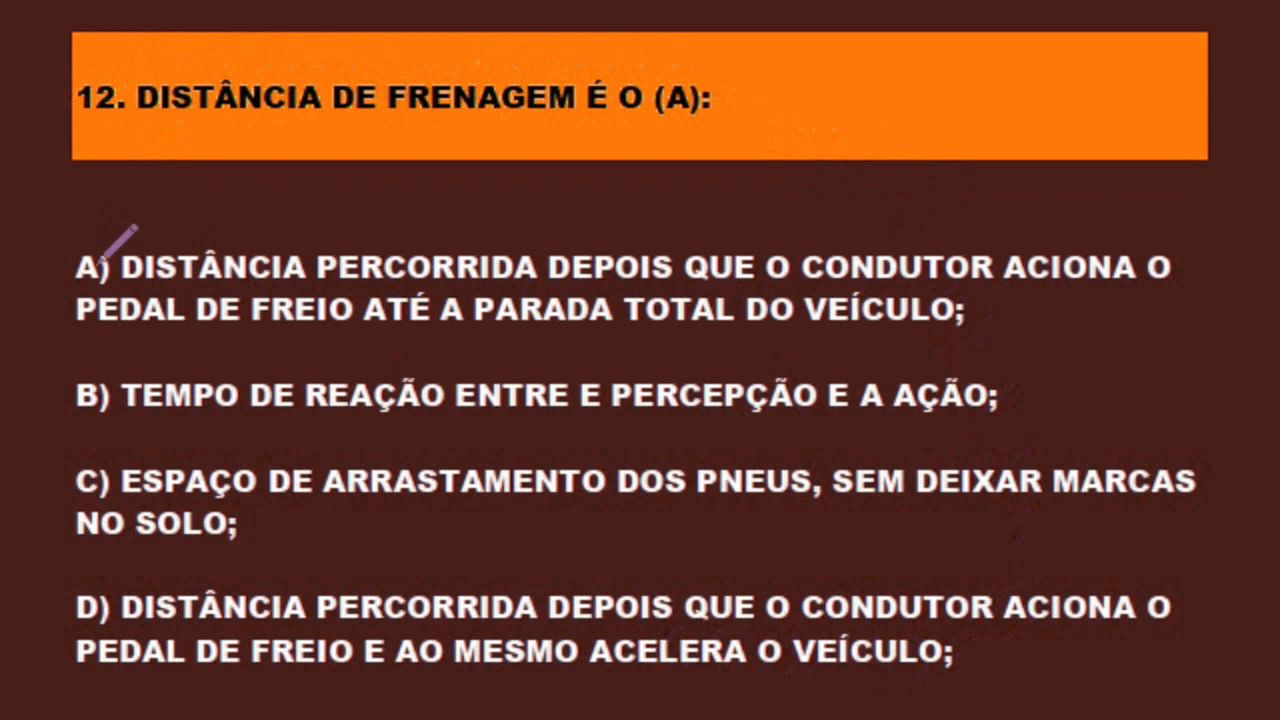 12. DISTÂNCIA DE FRENAGEM É O (A):
A) DISTÂNCIA PERCORRIDA DEPOIS QUE O CONDUTOR ACIONA O
PEDAL DE FREIO ATÉ A PARADA TOTAL DO VEÍCULO;
B) TEMPO DE REAÇÃO ENTRE E PERCEPÇÃO E A AÇÃO;
C) ESPAÇO DE ARRASTAMENTO DOS PNEUS, SEM DEIXAR MARCAS
NO SOLO;
D) DISTÂNCIA PERCORRIDA DEPOIS QUE O CONDUTOR ACIONA O
PEDAL DE FREIO E AO MESMO ACELERA O VEÍCULO;